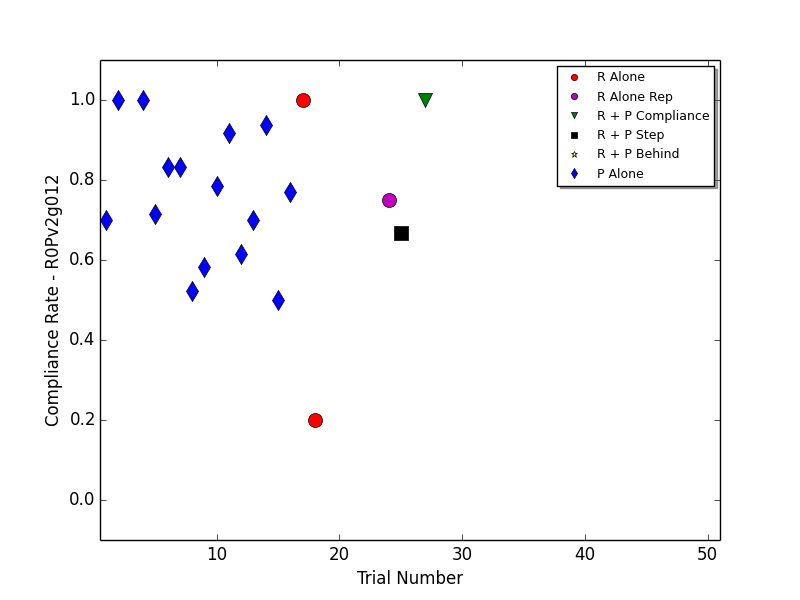 R Alone
R Alone Rep
R + P Compliance
R + P Step
R + P Behind
P Alone
1.0
0.8
0.6
0.4
0.2
0.0
Compliance Rate - R0Pv2g012
10 20 30 40 50
Trial Number